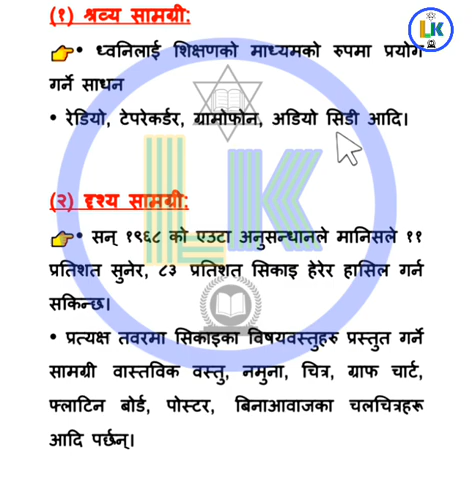 (१) श्रव्य सामग्री:
LK
👉• ध्वनिलाई शिक्षणको माध्यमको रुपमा प्रयोग
गर्ने साधन
• रेडियो, टेपरेकर्डर, ग्रामोफोन, अडियो सिडी आदि।
LK
(२) दृश्य सामग्री:
👉• सन् १९६८ को एउटा अनुसन्धानले मानिसले ११
प्रतिशत सुनेर, ८३ प्रतिशत सिकाइ हेरेर हासिल गर्न
सकिन्छ।
• प्रत्यक्ष तवरमा सिकाइका विषयवस्तुहरु प्रस्तुत गर्ने
सामग्री वास्तविक वस्तु, नमुना, चित्र, ग्राफ चार्ट,
फ्लाटिन बोर्ड, पोस्टर, बिनाआवाजका चलचित्रहरू
आदि पर्छन्।